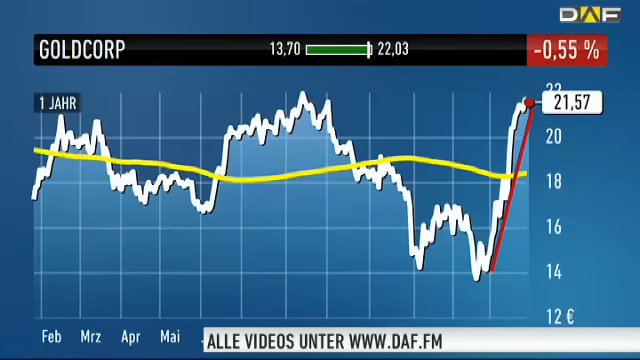 DAF
GOLDCORP 13,70 22,03 -0,55 %
1 JAHR
22
21,57
20
18
16
14
12 €
Feb Mrz Apr Mai
ALLE VIDEOS UNTER WWW.DAF.FM